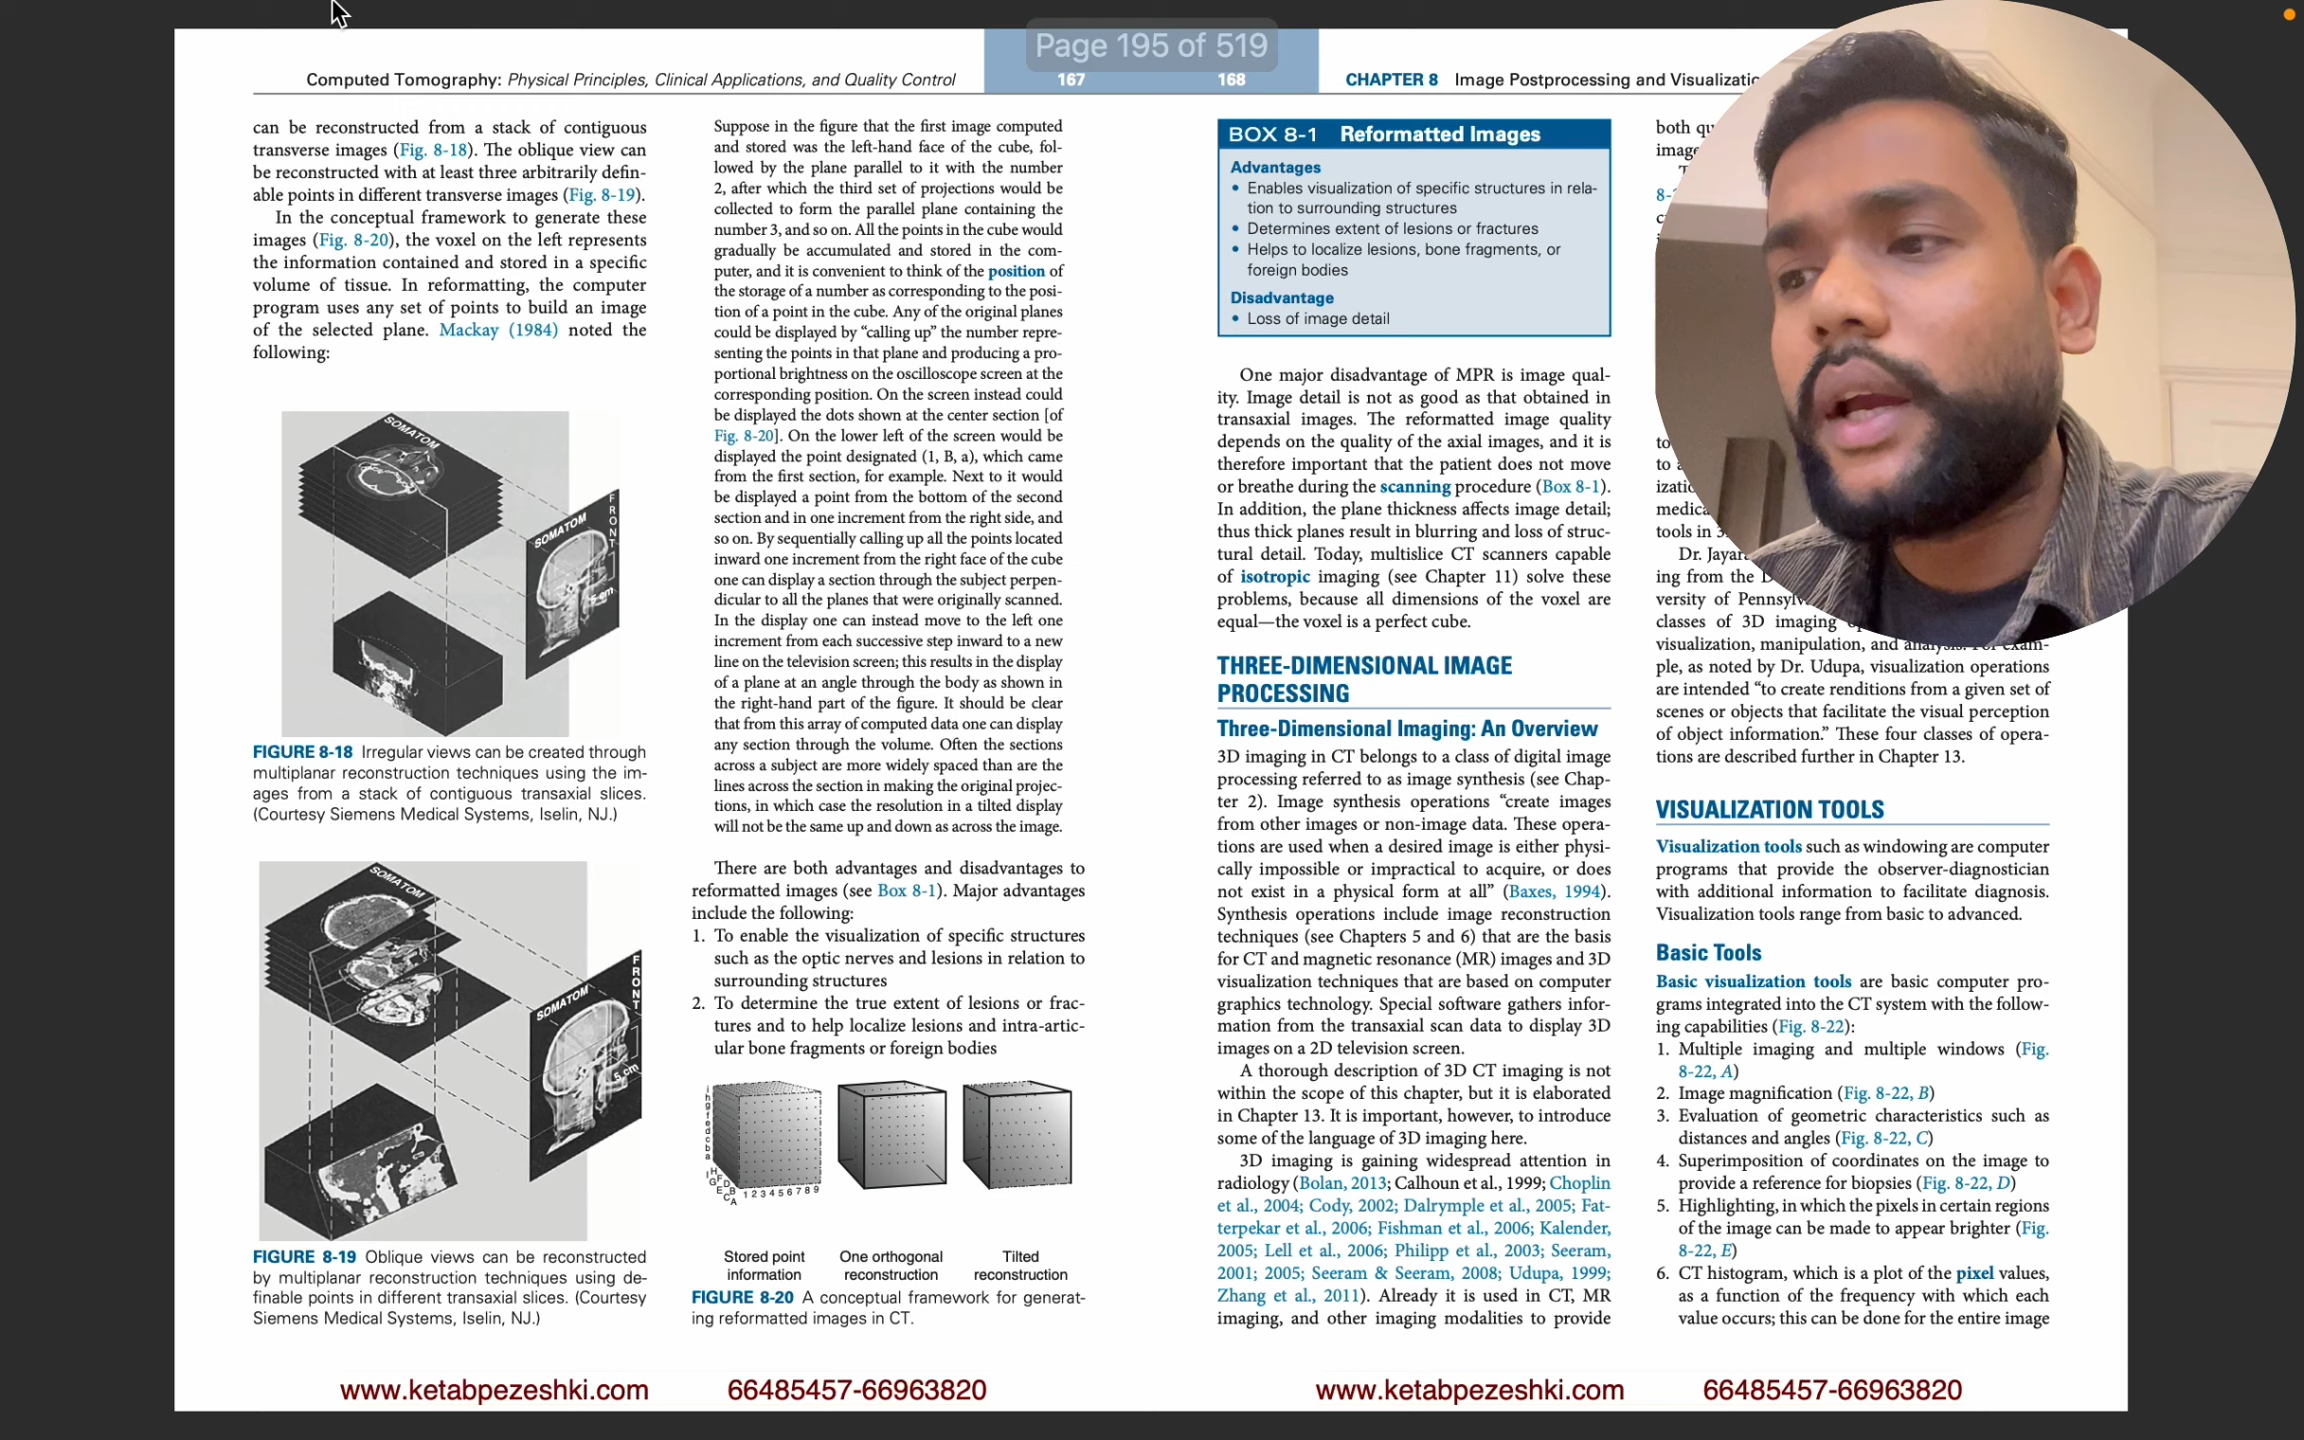 Page 195 of 519
Computed Tomography: Physical Principles, Clinical Applications, and Quality Control
167
can be reconstructed from a stack of contiguous
transverse images (Fig. 8-18). The oblique view can
be reconstructed with at least three arbitrarily defin-
able points in different transverse images (Fig. 8-19).
In the conceptual framework to generate these
images (Fig. 8-20), the voxel on the left represents
the information contained and stored in a specific
volume of tissue. In reformatting, the computer
program uses any set of points to build an image
of the selected plane. Mackay (1984) noted the
following:
SOMATOM
SOMATOM
FRONT
5 cm
FIGURE 8-18 Irregular views can be created through
multiplanar reconstruction techniques using the im-
ages from a stack of contiguous transaxial slices.
(Courtesy Siemens Medical Systems, Iselin, NJ.)
SOMATOM
SOMATOM
FRONT
5 cm
FIGURE 8-19 Oblique views can be reconstructed
by multiplanar reconstruction techniques using de-
finable points in different transaxial slices. (Courtesy
Siemens Medical Systems, Iselin, NJ.)
Suppose in the figure that the first image computed
and stored was the left-hand face of the cube, fol-
lowed by the plane parallel to it with the number
2, after which the third set of projections would be
collected to form the parallel plane containing the
number 3, and so on. All the points in the cube would
gradually be accumulated and stored in the com-
puter, and it is convenient to think of the position of
the storage of a number as corresponding to the posi-
tion of a point in the cube. Any of the original planes
could be displayed by “calling up” the number repre-
senting the points in that plane and producing a pro-
portional brightness on the oscilloscope screen at the
corresponding position. On the screen instead could
be displayed the dots shown at the center section [of
Fig. 8-20]. On the lower left of the screen would be
displayed the point designated (1, B, a), which came
from the first section, for example. Next to it would
be displayed a point from the bottom of the second
section and in one increment from the right side, and
so on. By sequentially calling up all the points located
inward one increment from the right face of the cube
one can display a section through the subject perpen-
dicular to all the planes that were originally scanned.
In the display one can instead move to the left one
increment from each successive step inward to a new
line on the television screen; this results in the display
of a plane at an angle through the body as shown in
the right-hand part of the figure. It should be clear
that from this array of computed data one can display
any section through the volume. Often the sections
across a subject are more widely spaced than are the
lines across the section in making the original projec-
tions, in which case the resolution in a tilted display
will not be the same up and down as across the image.
There are both advantages and disadvantages to
reformatted images (see Box 8-1). Major advantages
include the following:
1. To enable the visualization of specific structures
such as the optic nerves and lesions in relation to
surrounding structures
2. To determine the true extent of lesions or frac-
tures and to help localize lesions and intra-artic-
ular bone fragments or foreign bodies
1 2 3 4 5 6 7 8 9
Stored point
information
One orthogonal
reconstruction
Tilted
reconstruction
FIGURE 8-20 A conceptual framework for generat-
ing reformatted images in CT.
www.ketabpezeshki.com 66485457-66963820
168
CHAPTER 8 Image Postprocessing and
BOX 8-1 Reformatted Images
Advantages
• Enables visualization of specific structures in rela-
tion to surrounding structures
• Determines extent of lesions or fractures
• Helps to localize lesions, bone fragments, or
foreign bodies
Disadvantage
• Loss of image detail
One major disadvantage of MPR is image qual-
ity. Image detail is not as good as that obtained in
transaxial images. The reformatted image quality
depends on the quality of the axial images, and it is
therefore important that the patient does not move
or breathe during the scanning procedure (Box 8-1).
In addition, the plane thickness affects image detail;
thus thick planes result in blurring and loss of struc-
tural detail. Today, multislice CT scanners capable
of isotropic imaging (see Chapter 11) solve these
problems, because all dimensions of the voxel are
equal—the voxel is a perfect cube.
THREE-DIMENSIONAL IMAGE
PROCESSING
Three-Dimensional Imaging: An Overview
3D imaging in CT belongs to a class of digital image
processing referred to as image synthesis (see Chap-
ter 2). Image synthesis operations “create images
from other images or non-image data. These opera-
tions are used when a desired image is either physi-
cally impossible or impractical to acquire, or does
not exist in a physical form at all” (Baxes, 1994).
Synthesis operations include image reconstruction
techniques (see Chapters 5 and 6) that are the basis
for CT and magnetic resonance (MR) images and 3D
visualization techniques that are based on computer
graphics technology. Special software gathers infor-
mation from the transaxial scan data to display 3D
images on a 2D television screen.
A thorough description of 3D CT imaging is not
within the scope of this chapter, but it is elaborated
in Chapter 13. It is important, however, to introduce
some of the language of 3D imaging here.
3D imaging is gaining widespread attention in
radiology (Bolan, 2013; Calhoun et al., 1999; Choplin
et al., 2004; Cody, 2002; Dalrymple et al., 2005; Fat-
terpekar et al., 2006; Fishman et al., 2006; Kalender,
2005; Lell et al., 2006; Philipp et al., 2003; Seeram,
2001; 2005; Seeram & Seeram, 2008; Udupa, 1999;
Zhang et al., 2011). Already it is used in CT, MR
imaging, and other imaging modalities to provide
both
to
to
tools in
Dr.
ing from the
versity of
classes of 3D imaging
visualization, manipulation, and
ple, as noted by Dr. Udupa, visualization operations
are intended “to create renditions from a given set of
scenes or objects that facilitate the visual perception
of object information.” These four classes of opera-
tions are described further in Chapter 13.
VISUALIZATION TOOLS
Visualization tools such as windowing are computer
programs that provide the observer-diagnostician
with additional information to facilitate diagnosis.
Visualization tools range from basic to advanced.
Basic Tools
Basic visualization tools are basic computer pro-
grams integrated into the CT system with the follow-
ing capabilities (Fig. 8-22):
1. Multiple imaging and multiple windows (Fig.
8-22, A)
2. Image magnification (Fig. 8-22, B)
3. Evaluation of geometric characteristics such as
distances and angles (Fig. 8-22, C)
4. Superimposition of coordinates on the image to
provide a reference for biopsies (Fig. 8-22, D)
5. Highlighting, in which the pixels in certain regions
of the image can be made to appear brighter (Fig.
8-22, E)
6. CT histogram, which is a plot of the pixel values,
as a function of the frequency with which each
value occurs; this can be done for the entire image
www.ketabpezeshki.com 66485457-66963820